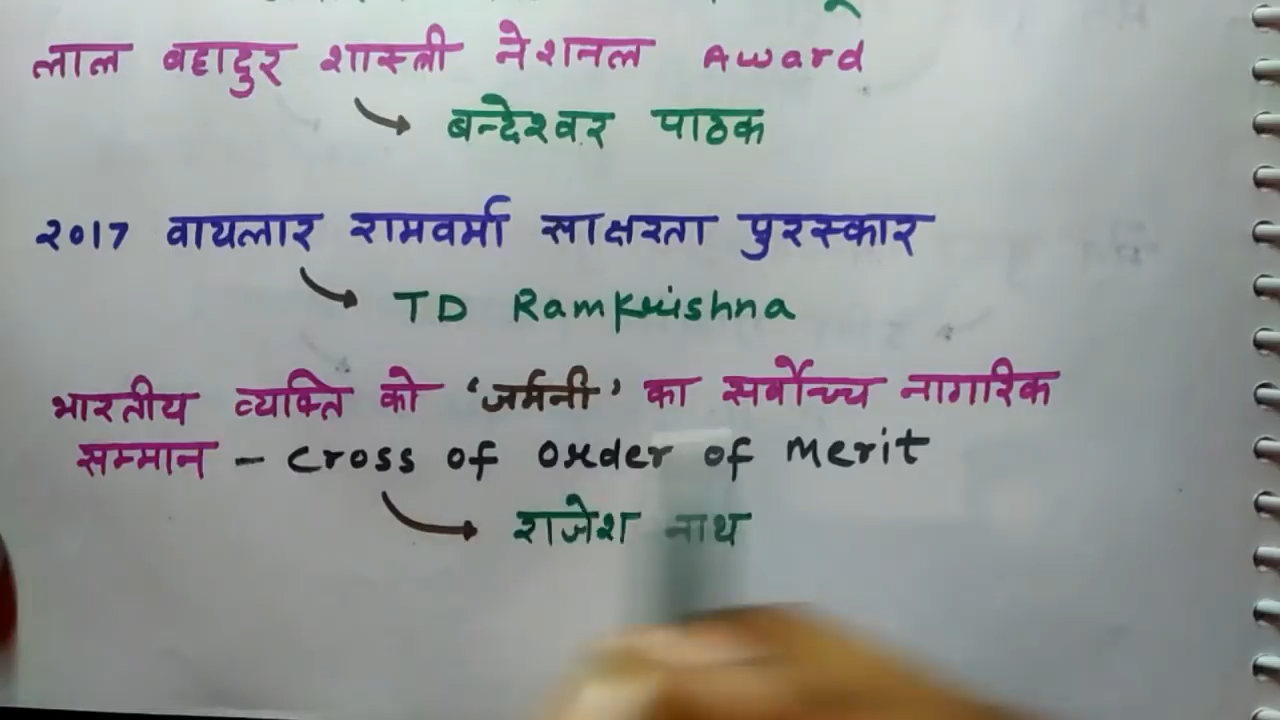 लाल बहादुर शास्त्री नेशनल Award
बन्देश्वर पाठक
२०17 वायलार रामवर्मा साक्षरता पुरस्कार
TD Ramkrishna
भारतीय व्यक्ति को 'जर्मनी' का सर्वोच्च नागरिक
सम्मान – Cross of Order of Merit
राजेश नाथ